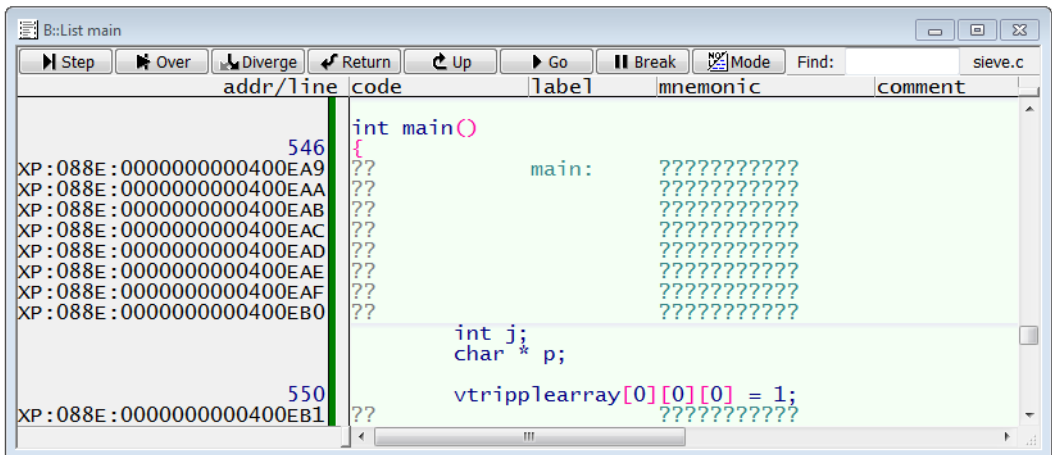 B::List main
Step Over Diverge Return Up Go Break Mode Find: sieve.c
addr/line code label mnemonic comment
int main()
546 {
XP:088E:0000000000400EA9 ?? main: ???????????
XP:088E:0000000000400EAA ?? ???????????
XP:088E:0000000000400EAB ?? ???????????
XP:088E:0000000000400EAC ?? ???????????
XP:088E:0000000000400EAD ?? ???????????
XP:088E:0000000000400EAE ?? ???????????
XP:088E:0000000000400EAF ?? ???????????
XP:088E:0000000000400EB0 ?? ???????????
int j;
char * p;
550 vtripplearray[0][0][0] = 1;
XP:088E:0000000000400EB1 ?? ???????????